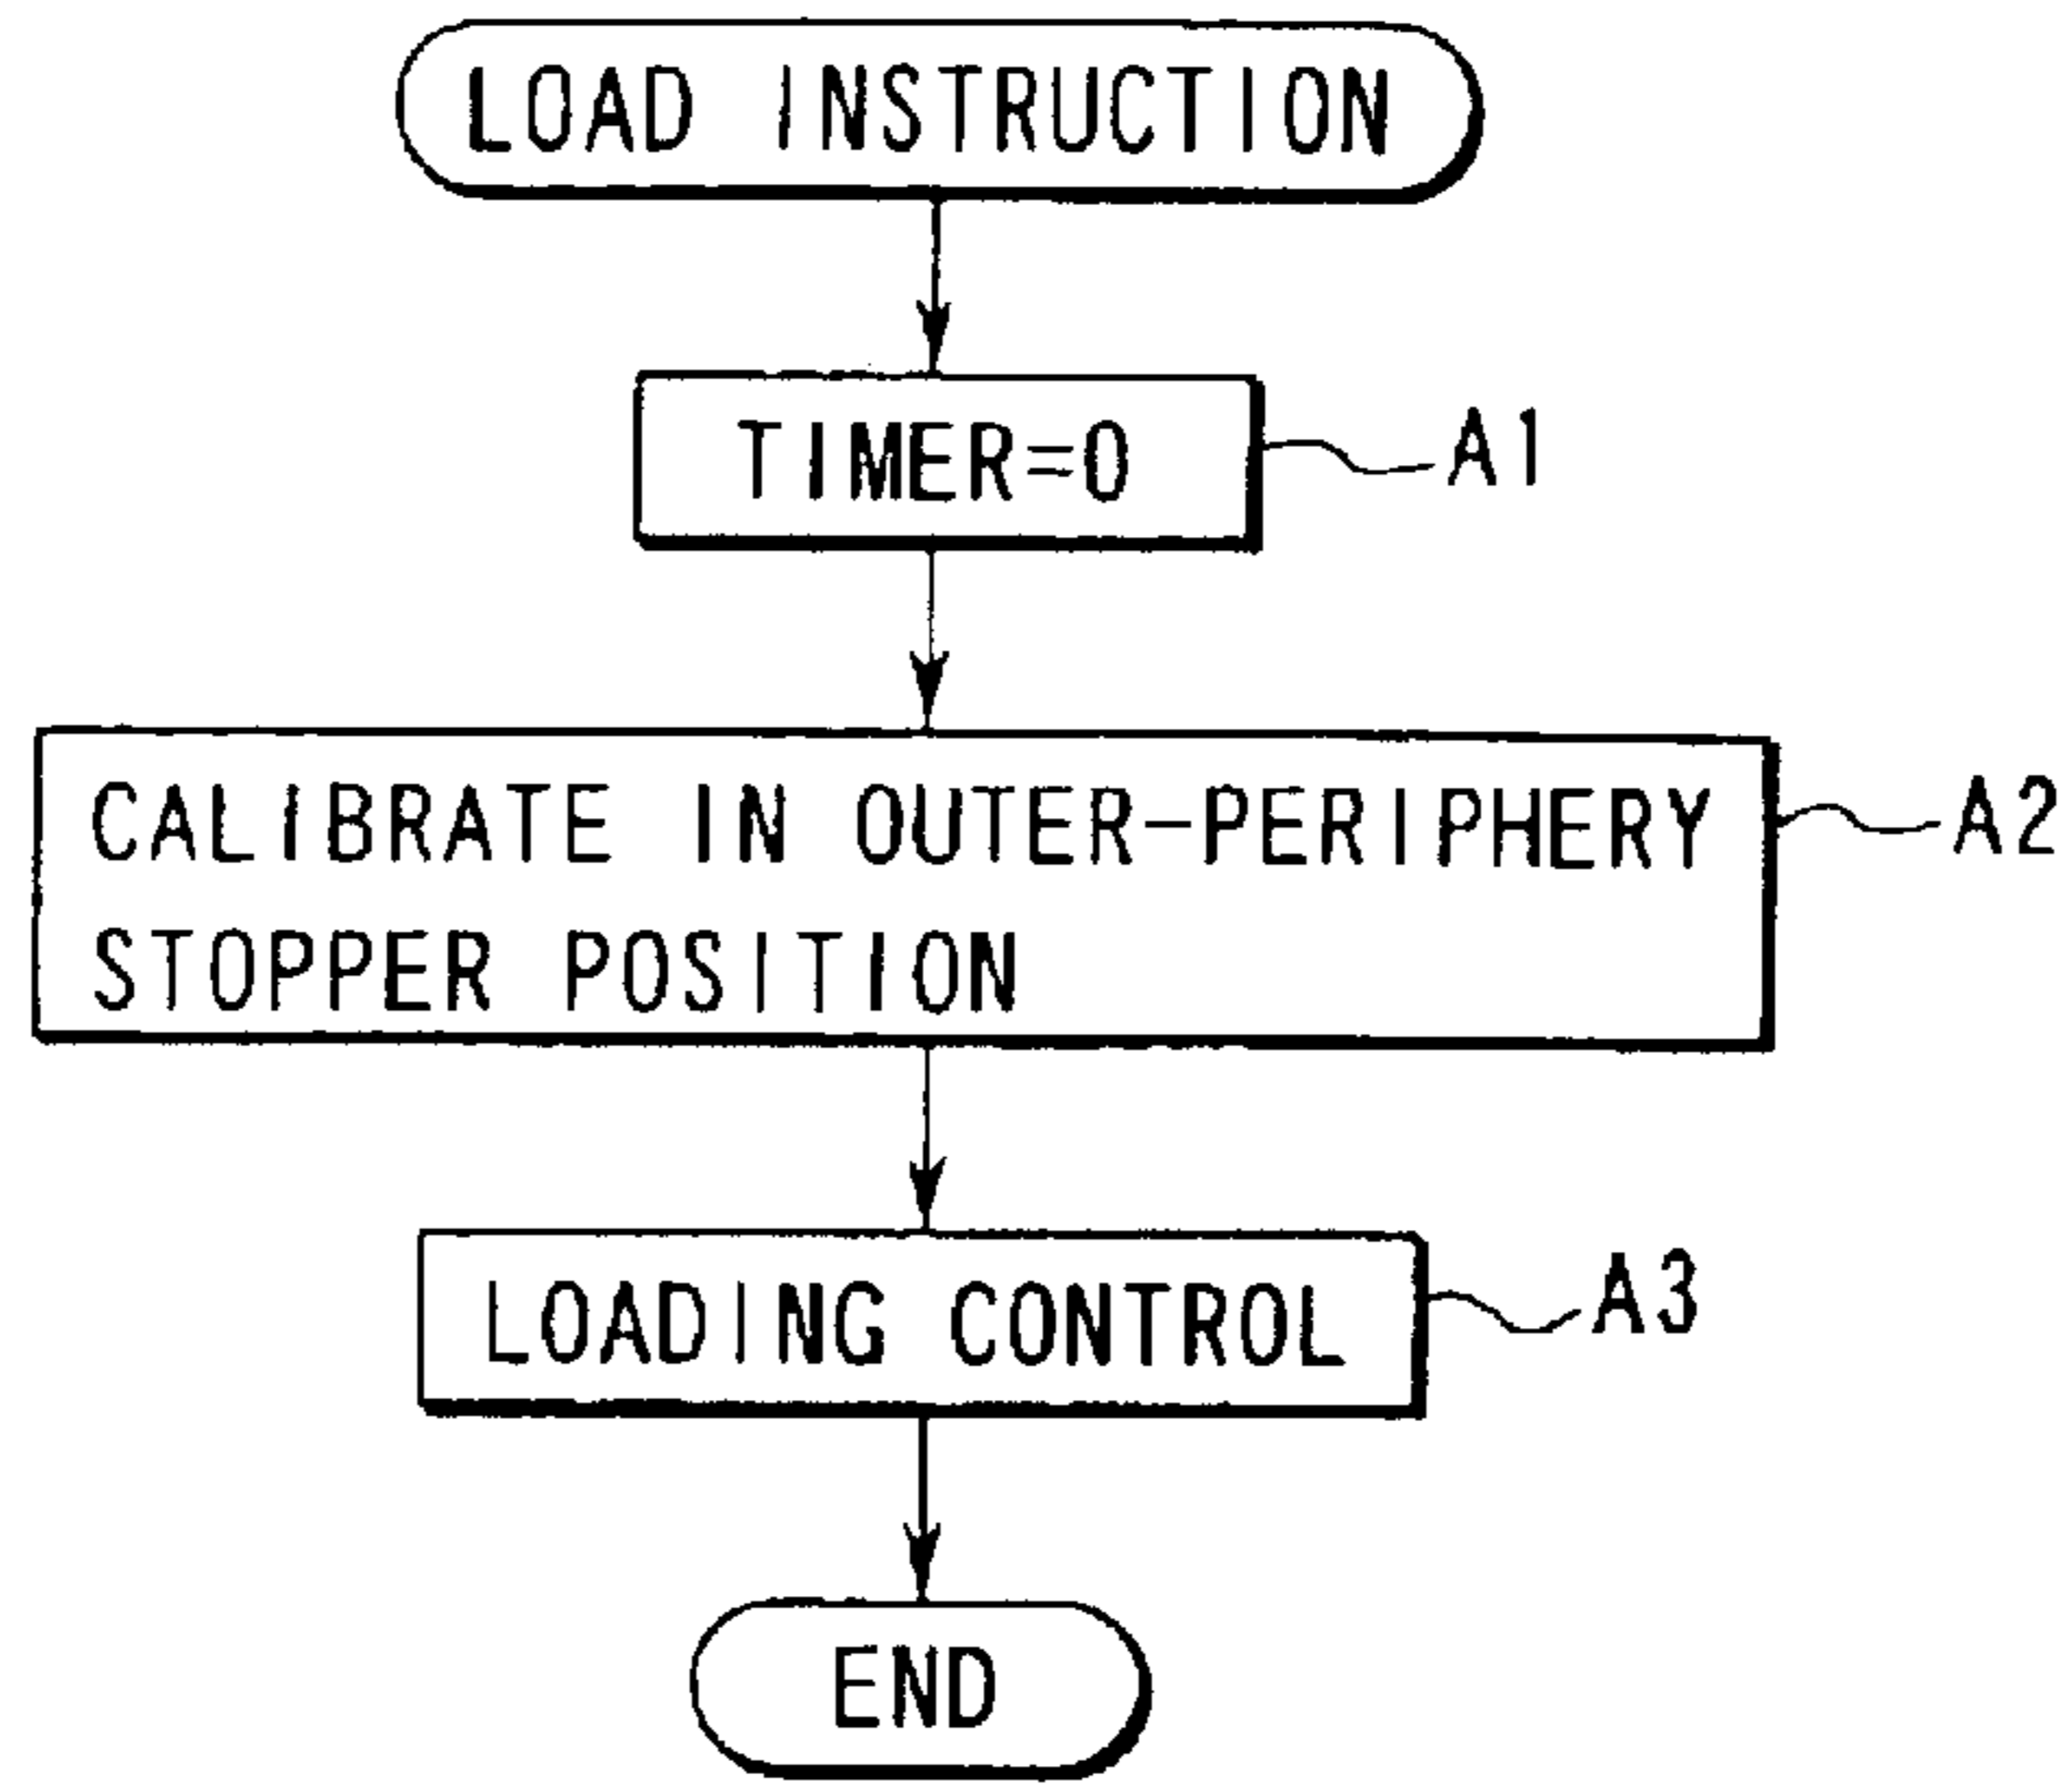 LOAD INSTRUCTION
TIMER=0
A1
CALIBRATE IN OUTER-PERIPHERY
A2
STOPPER POSITION
LOADING CONTROL
A3
END